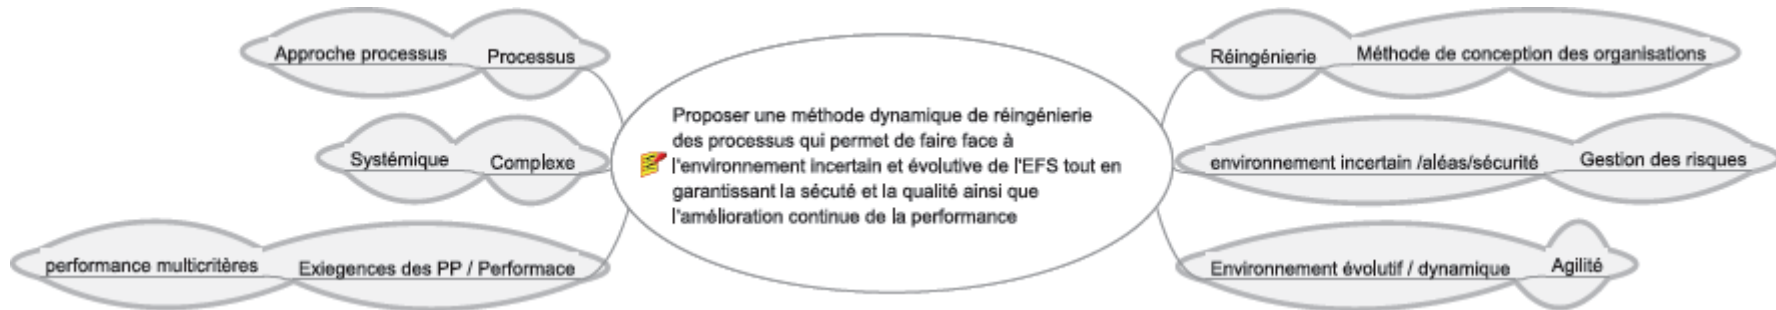 Approche processus
Processus
Systémique
Complexe
performance multicritères
Exiegences des PP / Performace
Proposer une méthode dynamique de réingénierie
des processus qui permet de faire face à
l'environnement incertain et évolutive de l'EFS tout en
garantissant la sécuté et la qualité ainsi que
l'amélioration continue de la performance
Réingénierie
Méthode de conception des organisations
environnement incertain /aléas/sécurité
Gestion des risques
Environnement évolutif / dynamique
Agilité